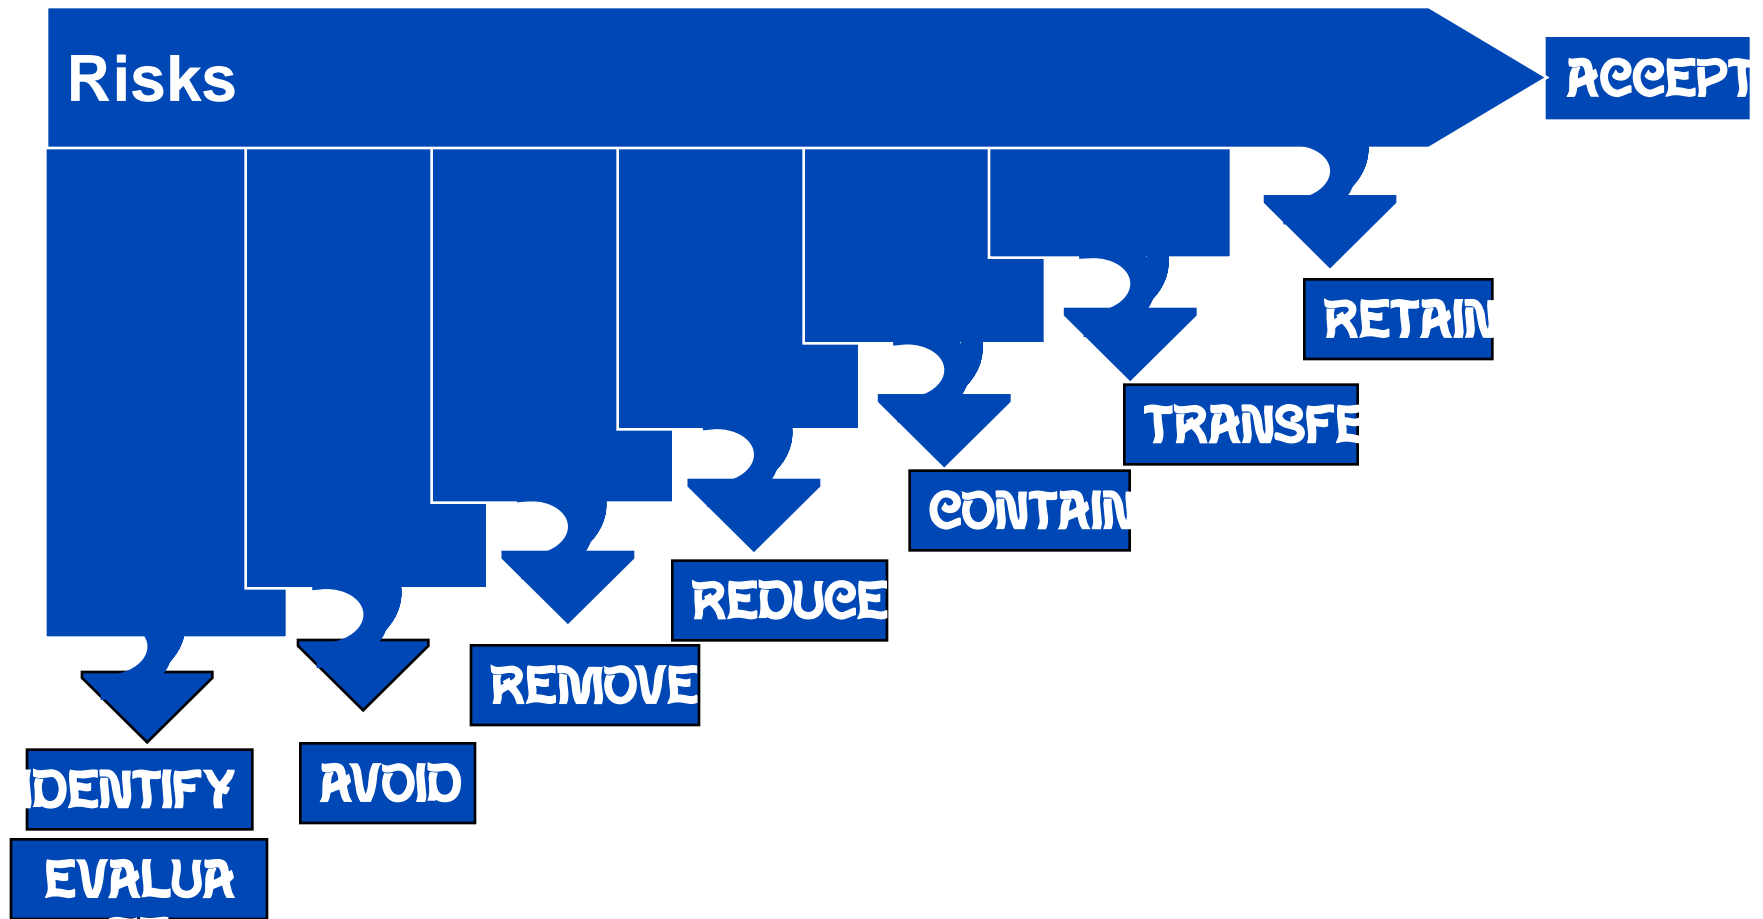 Risks
ACCEPT
RETAIN
TRANSFE
CONTAIN
REDUCE
REMOVE
AVOID
IDENTIFY
EVALUA